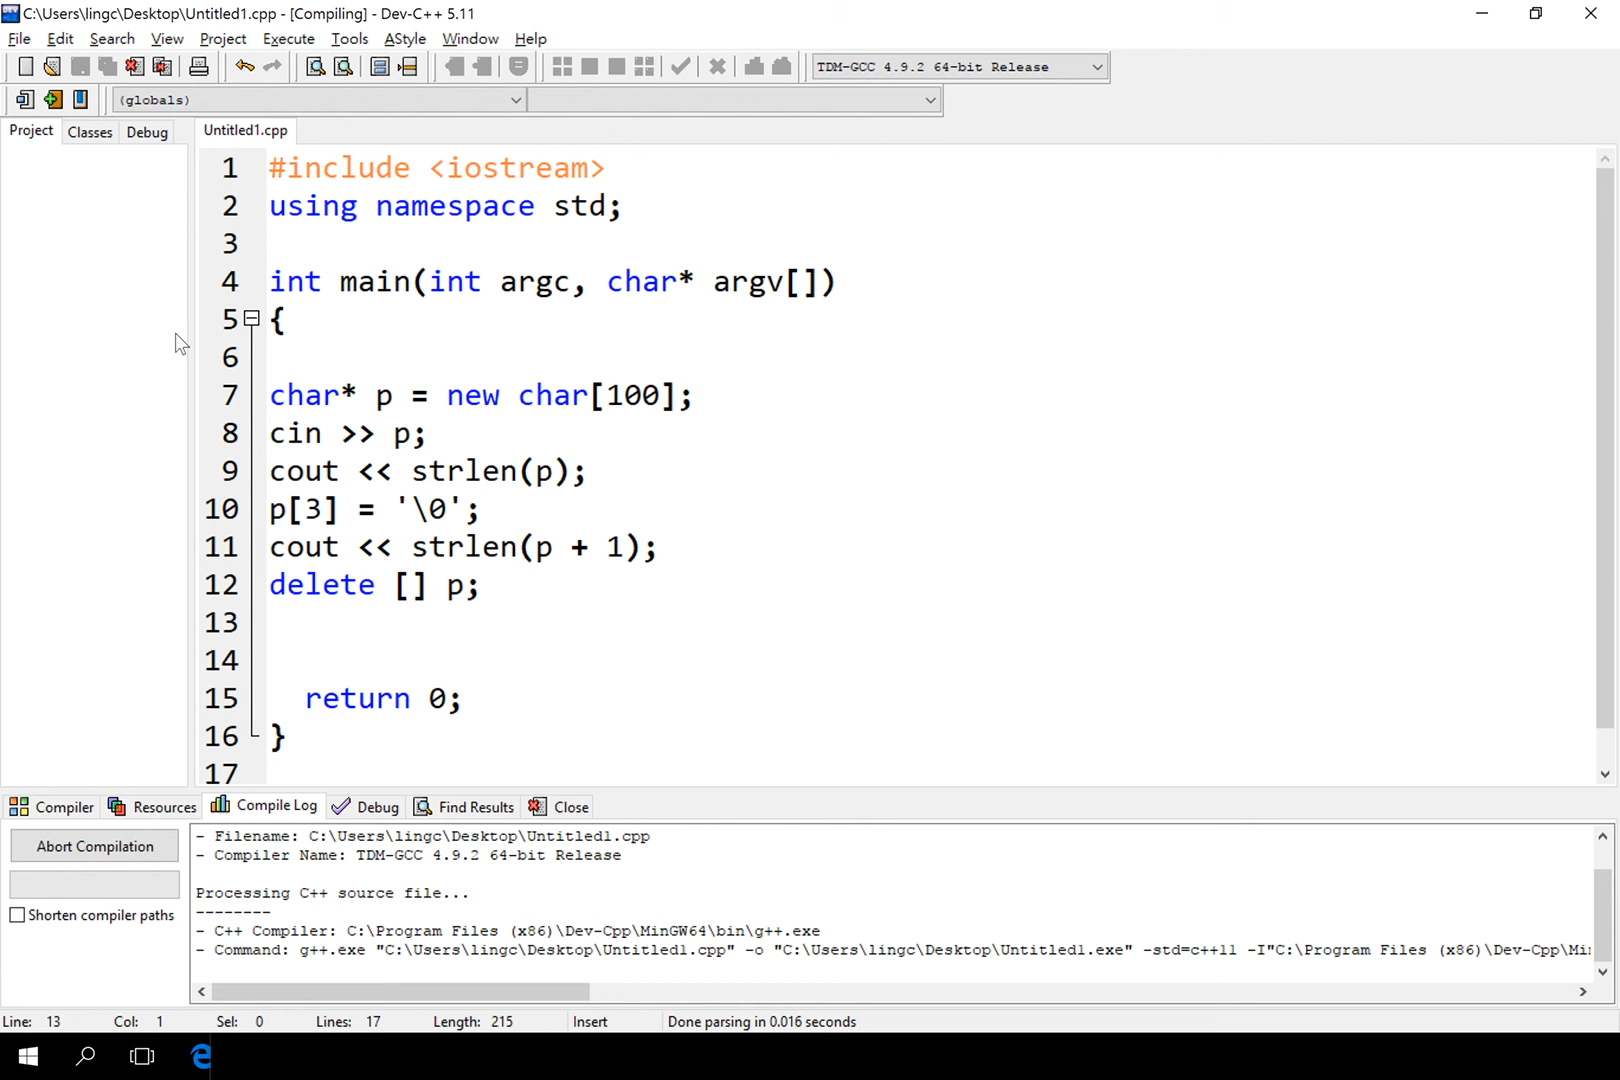 C:\Users\lingc\Desktop\Untitled1.cpp - [Compiling] - Dev-C++ 5.11
File Edit Search View Project Execute Tools AStyle Window Help
TDM-GCC 4.9.2 64-bit Release
(globals)
Project Classes Debug Untitled1.cpp
1 #include <iostream>
2 using namespace std;
3
4 int main(int argc, char* argv[])
5 {
6
7 char* p = new char[100];
8 cin >> p;
9 cout << strlen(p);
10 p[3] = '\0';
11 cout << strlen(p + 1);
12 delete [] p;
13
14
15 return 0;
16 }
17
Compiler Resources Compile Log Debug Find Results Close
Abort Compilation
Shorten compiler paths
- Filename: C:\Users\lingc\Desktop\Untitled1.cpp
- Compiler Name: TDM-GCC 4.9.2 64-bit Release
Processing C++ source file...
--------
- C++ Compiler: C:\Program Files (x86)\Dev-Cpp\MinGW64\bin\g++.exe
- Command: g++.exe "C:\Users\lingc\Desktop\Untitled1.cpp" -o "C:\Users\lingc\Desktop\Untitled1.exe" -std=c++11 -I"C:\Program Files (x86)\Dev-Cpp\Mi
Line: 13 Col: 1 Sel: 0 Lines: 17 Length: 215 Insert Done parsing in 0.016 seconds